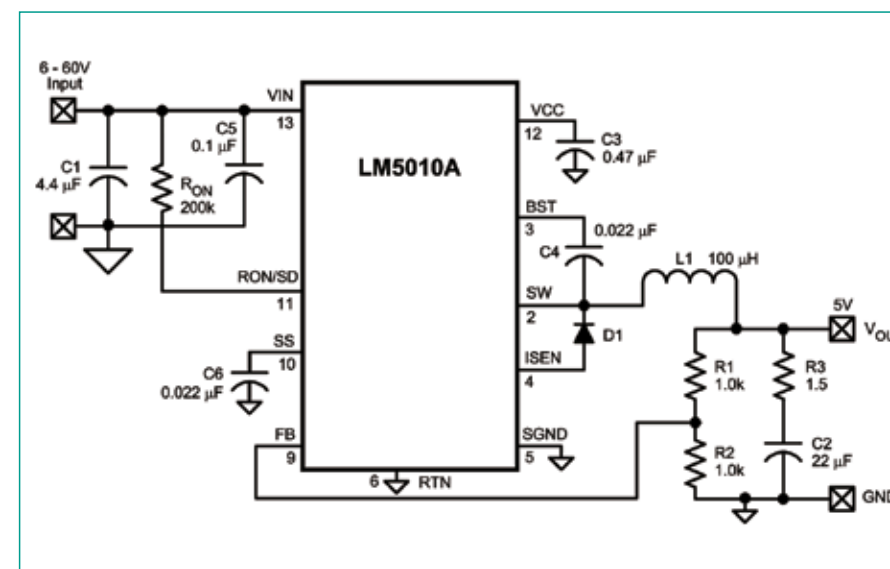 6 - 60V
Input
VIN
13
C5
0.1 µF
C1
4.4 µF
RON
200k
RON/SD
11
SS
10
C6
0.022 µF
FB
9
LM5010A
6
RTN
VCC
12
C3
0.47 µF
BST
3
0.022 µF
C4
L1 100 µH
SW
2
D1
ISEN
4
SGND
5
5V
VOU
R1
1.0k
R3
1.5
R2
1.0k
C2
22 µF
GND